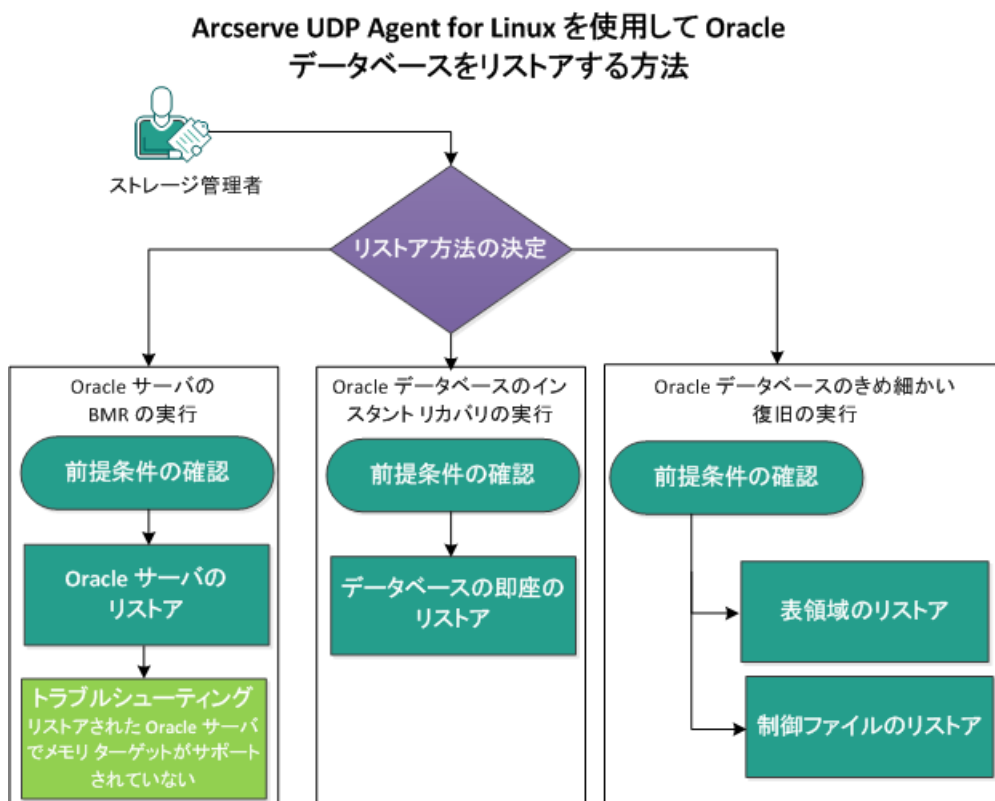 Arcserve UDP Agent for Linux を使用して Oracle
データベースをリストアする方法
ストレージ管理者
リストア方法の決定
Oracle サーバの
BMR の実行
前提条件の確認
Oracle サーバの
リストア
トラブルシューティング
リストアされた Oracle サーバ
でメモリ ターゲットがサポート
されていない
Oracle データベースのイン
スタント リカバリの実行
前提条件の確認
データベースの即座の
リストア
Oracle データベースのきめ細かい
復旧の実行
前提条件の確認
表領域のリストア
制御ファイルのリストア